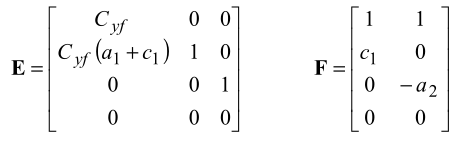 E = [ C_yf 0 0 ; C_yf (a_1 + c_1) 1 0 ; 0 0 1 ; 0 0 0 ]
F = [ 1 1 ; c_1 0 ; 0 -a_2 ; 0 0 ]